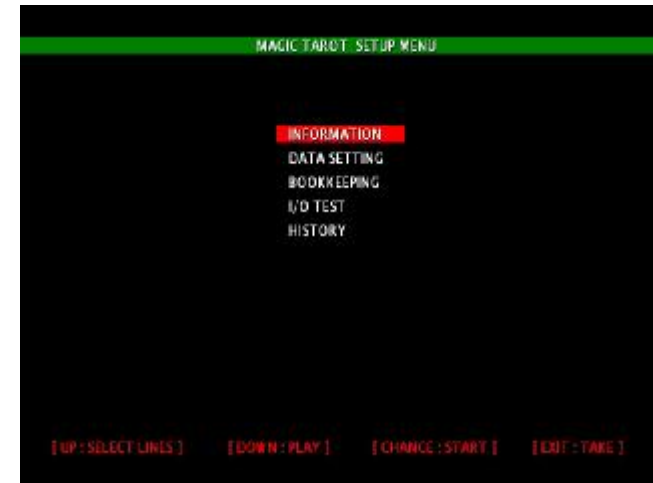 MAGIC TAROT SETUP MENU
INFORMATION
DATA SETTING
BOOKKEEPING
I/O TEST
HISTORY
[ UP : SELECT LINES ] [ DOWN : PLAY ] [ CHANCE : START ] [ EXIT : TAKE ]